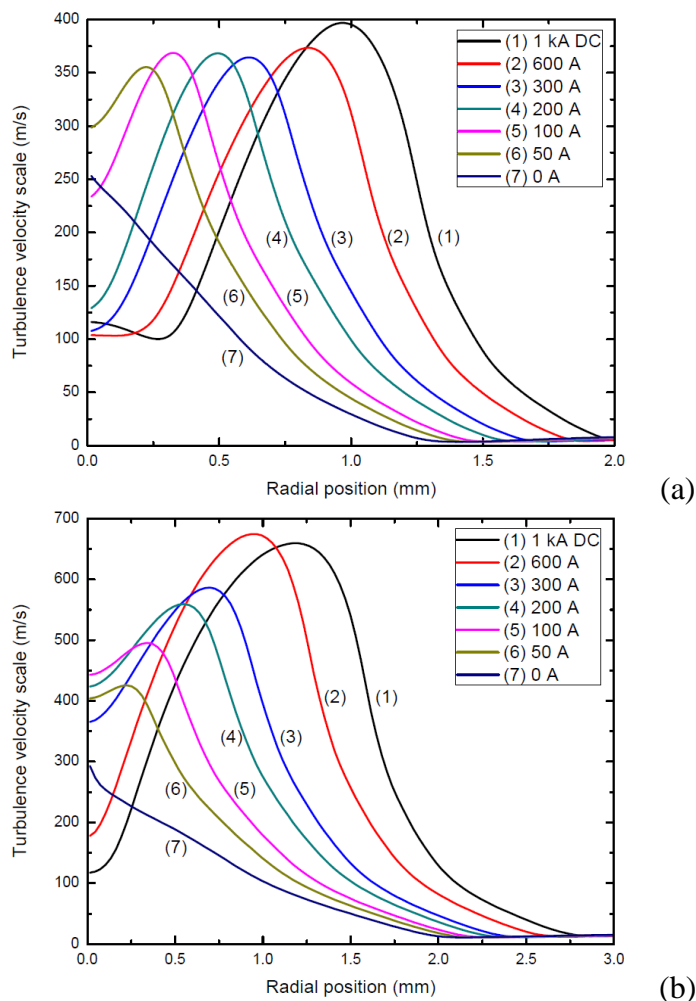 400
350
300
250
200
150
100
50
0
Turbulence velocity scale (m/s)
(1) 1 kA DC
(2) 600 A
(3) 300 A
(4) 200 A
(5) 100 A
(6) 50 A
(7) 0 A
(1)
(2)
(3)
(4)
(5)
(6)
(7)
0.0 0.5 1.0 1.5 2.0
Radial position (mm)
(a)
700
600
500
400
300
200
100
0
Turbulence velocity scale (m/s)
(1) 1 kA DC
(2) 600 A
(3) 300 A
(4) 200 A
(5) 100 A
(6) 50 A
(7) 0 A
(1)
(2)
(3)
(4)
(5)
(6)
(7)
0.0 0.5 1.0 1.5 2.0 2.5 3.0
Radial position (mm)
(b)